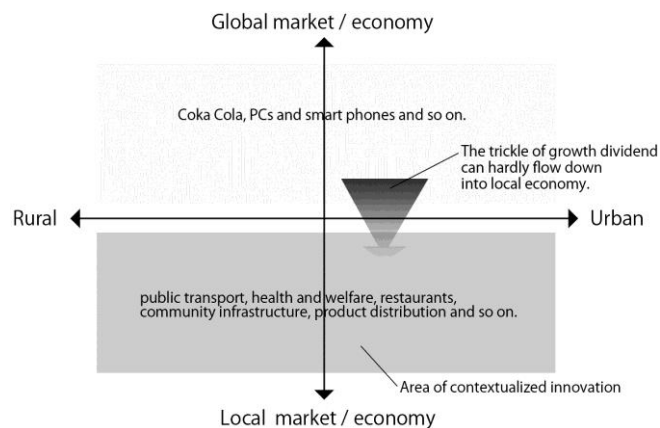 Global market / economy
Coka Cola, PCs and smart phones and so on.
The trickle of growth dividend
can hardly flow down
into local economy.
Rural
Urban
public transport, health and welfare, restaurants,
community infrastructure, product distribution and so on.
Area of contextualized innovation
Local market / economy